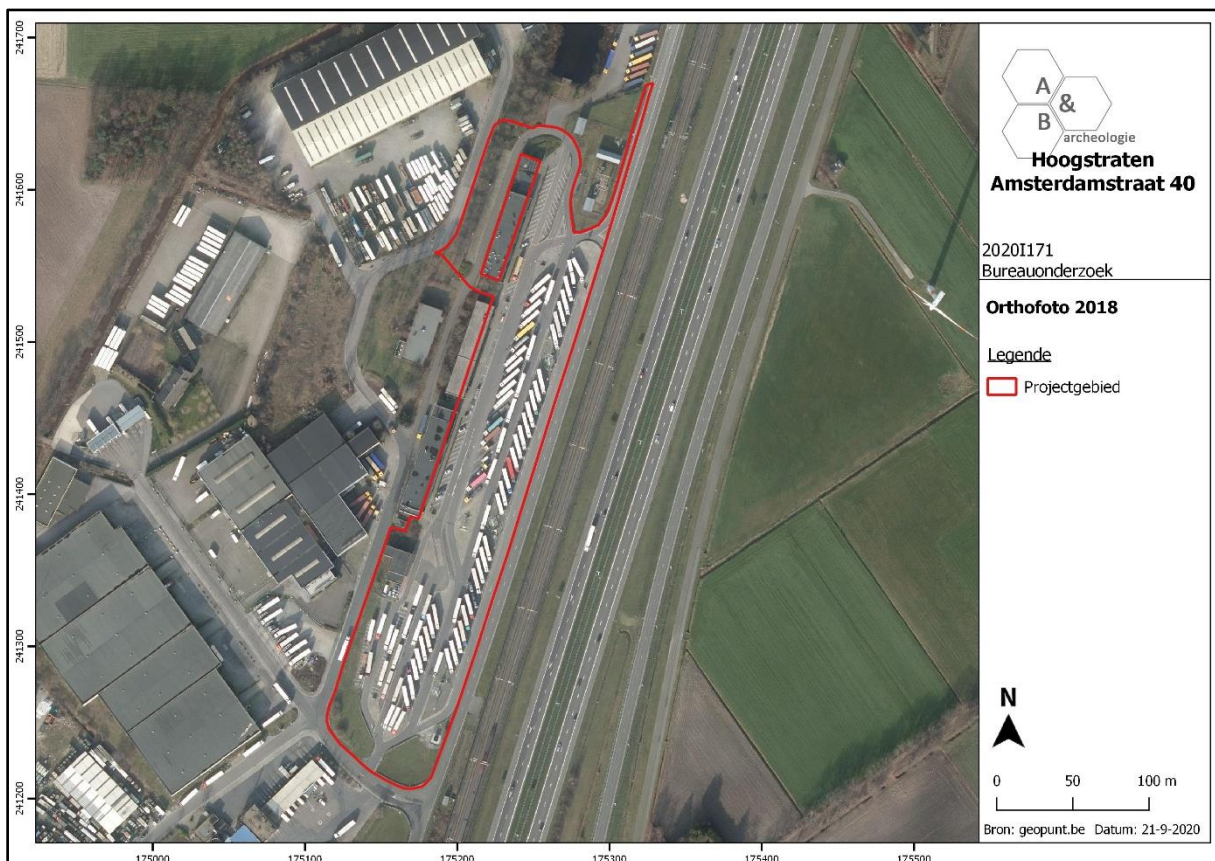 241700
241600
241500
241400
241300
241200
175000
175100
175200
175300
175400
175500
A
&
B
archeologie
Hoogstraten
Amsterdamstraat 40
2020I171
Bureauonderzoek
Orthofoto 2018
Legende
Projectgebied
N
0 50 100 m
Bron: geopunt.be Datum: 21-9-2020